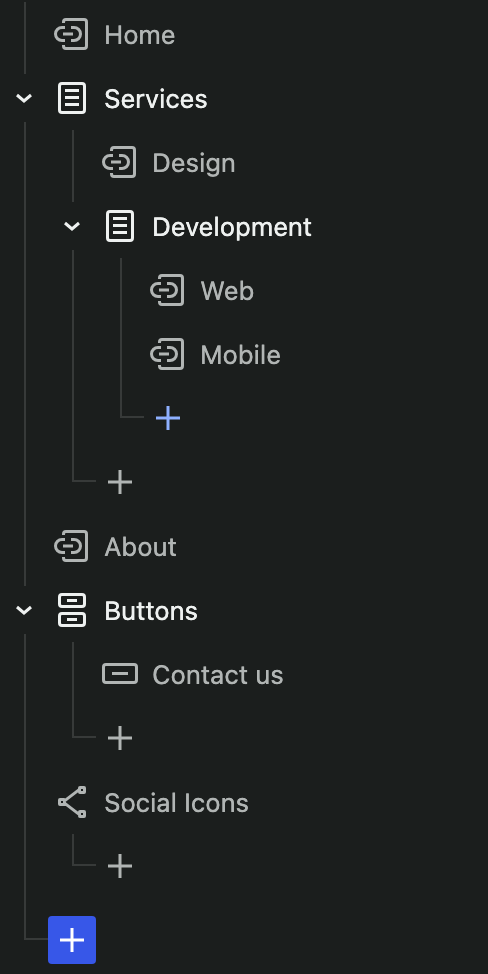 Home
Services
Design
Development
Web
Mobile
About
Buttons
Contact us
Social Icons